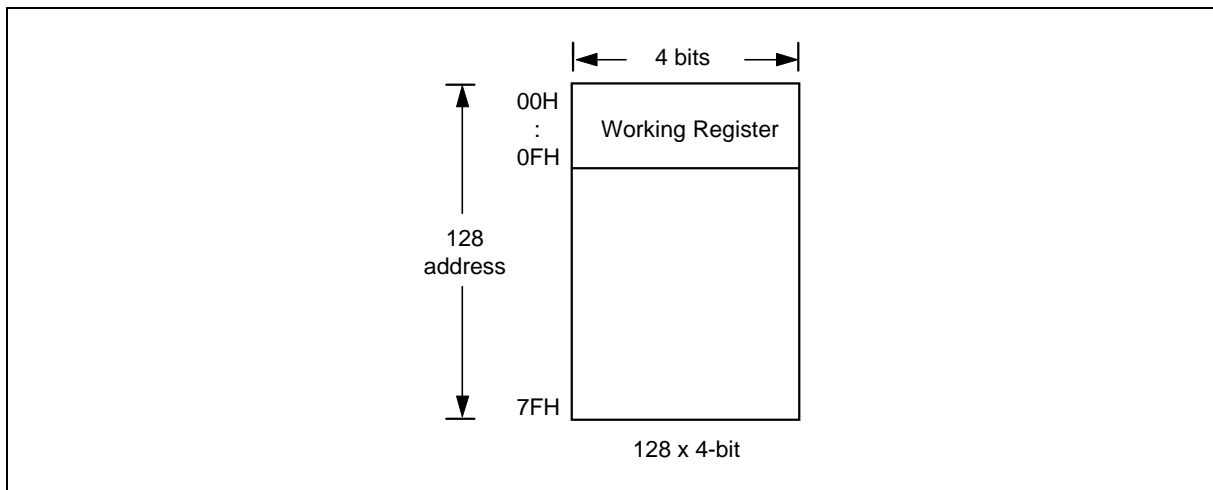 4 bits
00H
:
0FH
Working Register
128
address
7FH
128 x 4-bit